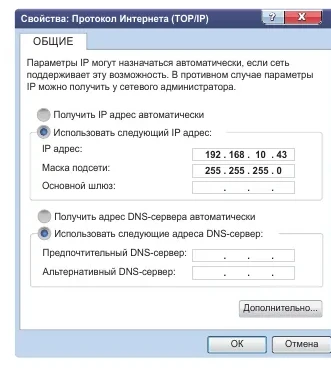 Свойства: Протокол Интернета (TOP/IP)
ОБЩИЕ
Параметры IP могут назначаться автоматически, если сеть
поддерживает эту возможность. В противном случае параметры
IP можно получить у сетевого администратора.
Получить IP адрес автоматически
Использовать следующий IP адрес:
IP адрес: 192 . 168 . 10 . 43
Маска подсети: 255 . 255 . 255 . 0
Основной шлюз: . . .
Получить адрес DNS-сервера автоматически
Использовать следующие адреса DNS-сервер:
Предпочтительный DNS-сервер: . . .
Альтернативный DNS-сервер: . . .
Дополнительно...
ОК Отмена